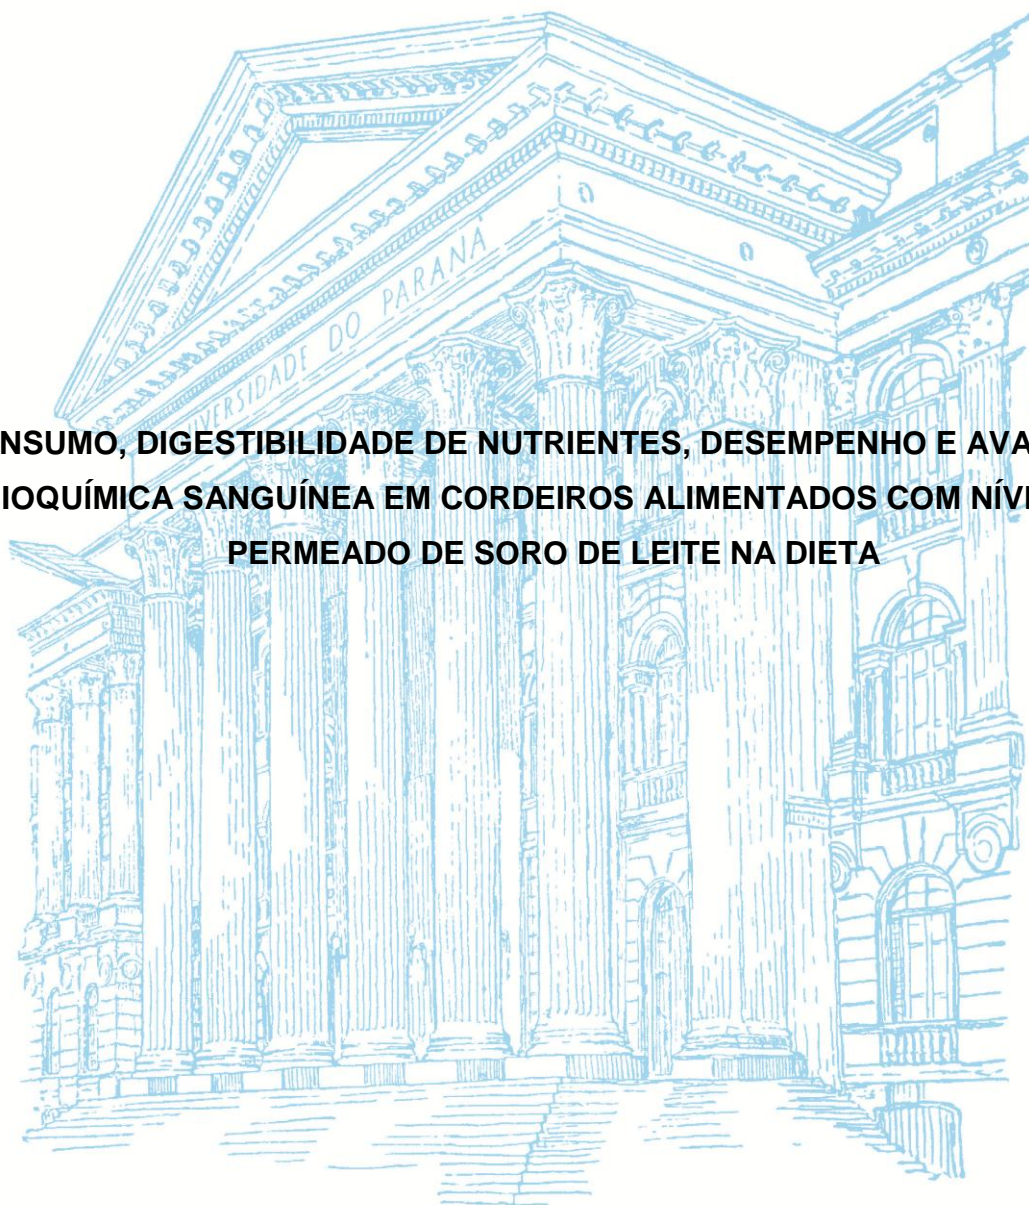 VERSIDADE DO PARANÁ
NSUMO, DIGESTIBILIDADE DE NUTRIENTES, DESEMPENHO E AVA
IOQUÍMICA SANGUÍNEA EM CORDEIROS ALIMENTADOS COM NÍV
PERMEADO DE SORO DE LEITE NA DIETA